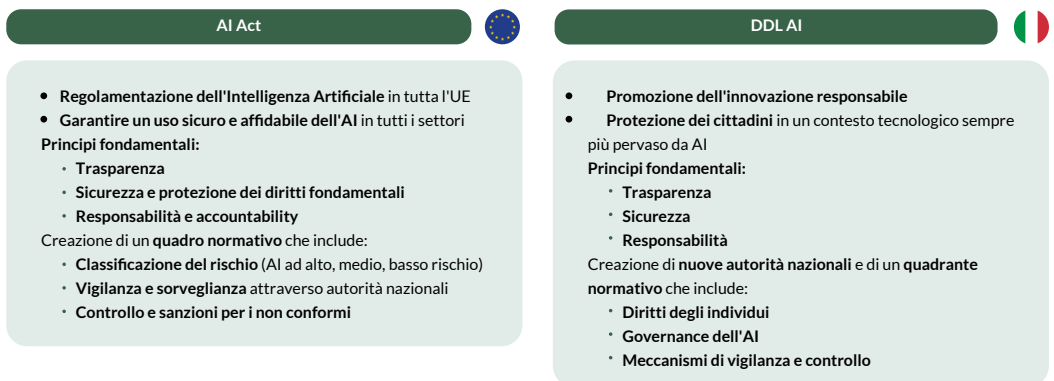 AI Act
• Regolamentazione dell'Intelligenza Artificiale in tutta l'UE
• Garantire un uso sicuro e affidabile dell'AI in tutti i settori
Principi fondamentali:
• Trasparenza
• Sicurezza e protezione dei diritti fondamentali
• Responsabilità e accountability
Creazione di un quadro normativo che include:
• Classificazione del rischio (AI ad alto, medio, basso rischio)
• Vigilanza e sorveglianza attraverso autorità nazionali
• Controllo e sanzioni per i non conformi
DDL AI
• Promozione dell'innovazione responsabile
• Protezione dei cittadini in un contesto tecnologico sempre
più pervaso da AI
Principi fondamentali:
• Trasparenza
• Sicurezza
• Responsabilità
Creazione di nuove autorità nazionali e di un quadrante
normativo che include:
• Diritti degli individui
• Governance dell'AI
• Meccanismi di vigilanza e controllo